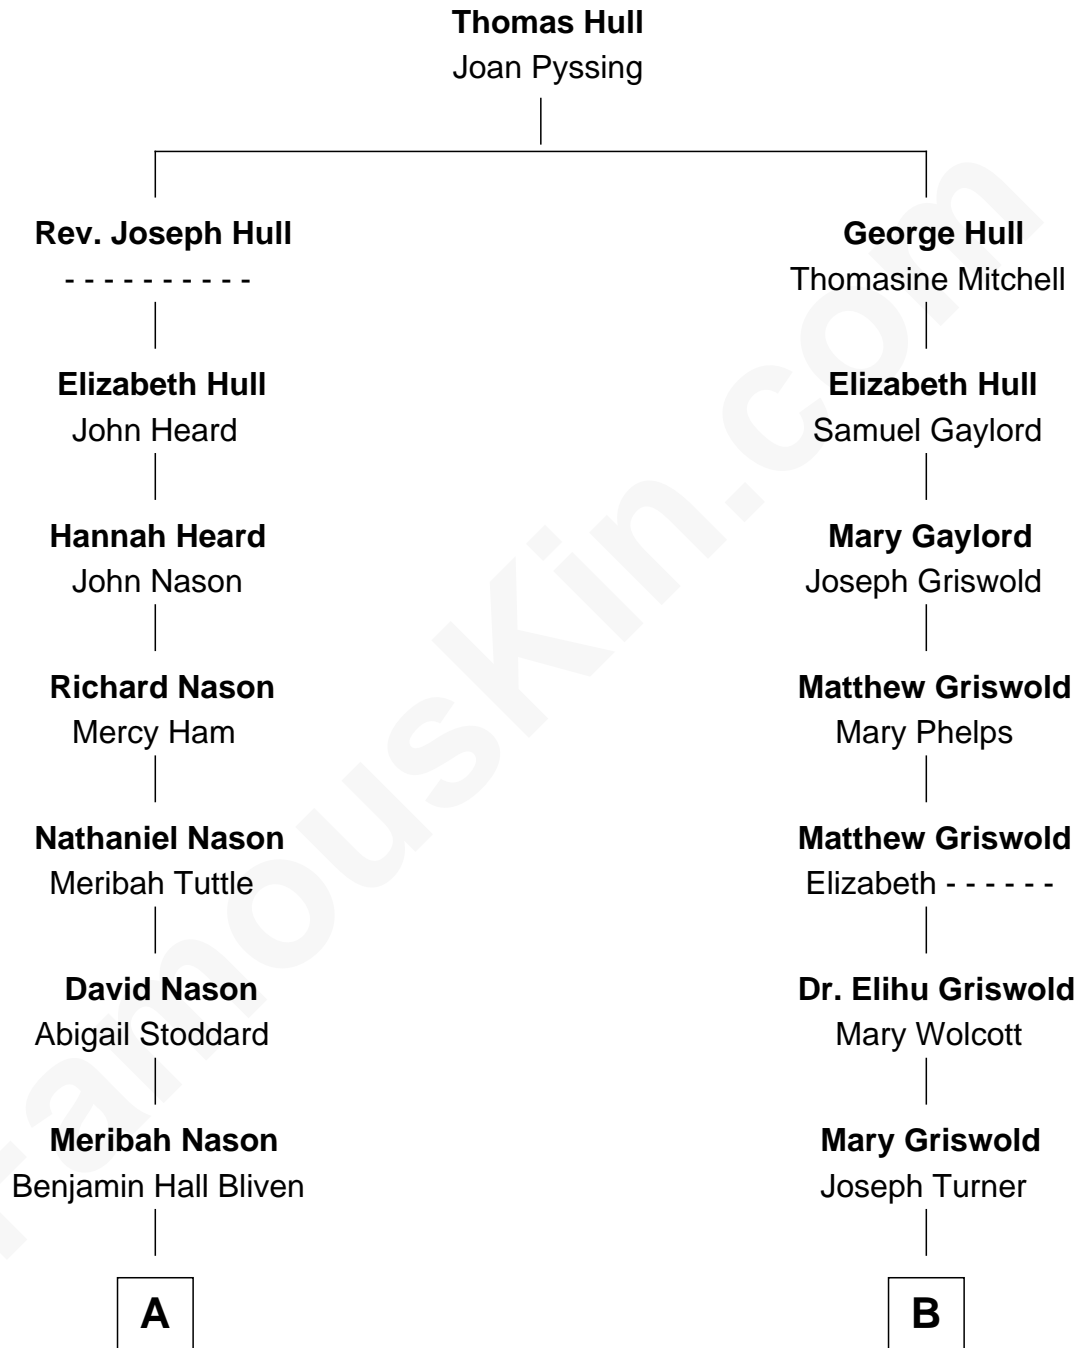 Thomas Hull
Joan Pyssing
Rev. Joseph Hull
- - - - - - - - - -
George Hull
Thomasine Mitchell
Elizabeth Hull
John Heard
Elizabeth Hull
Samuel Gaylord
Hannah Heard
John Nason
Mary Gaylord
Joseph Griswold
Richard Nason
Mercy Ham
Matthew Griswold
Mary Phelps
Nathaniel Nason
Meribah Tuttle
Matthew Griswold
Elizabeth - - - - - -
David Nason
Abigail Stoddard
Dr. Elihu Griswold
Mary Wolcott
Meribah Nason
Benjamin Hall Bliven
Mary Griswold
Joseph Turner
A
B
FamousKin.com